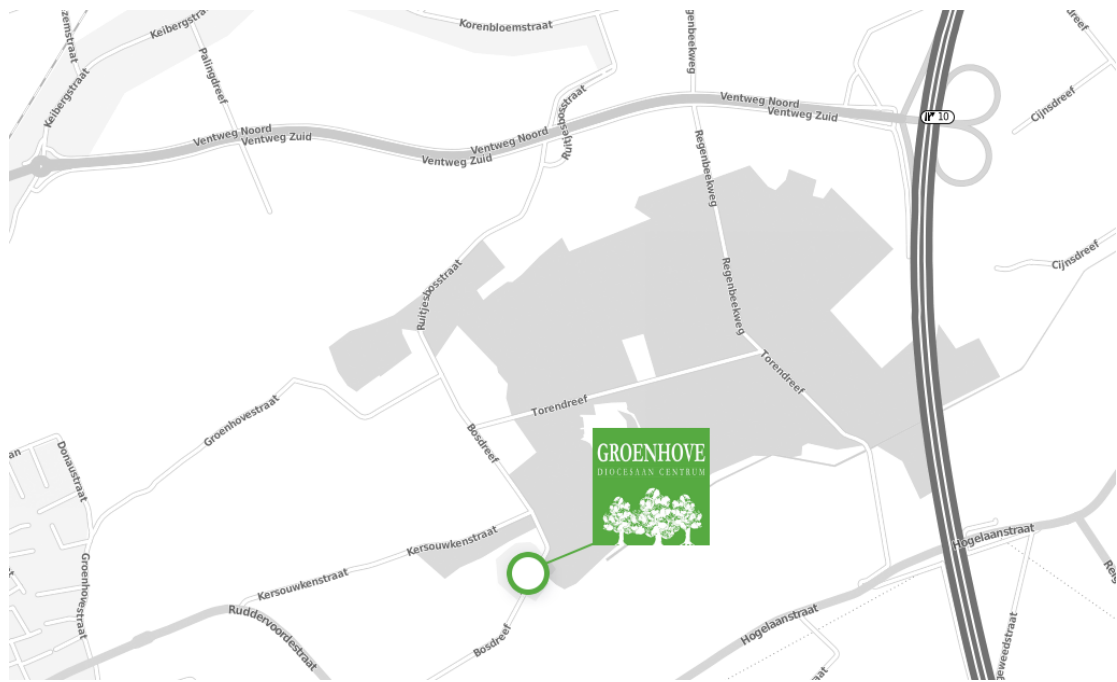 Korenbloemstraat
Keibergstraat
Palingdreef
Keibergstraat
Regenbeekweg
Cijnsdreef
Ventweg Noord
Ventweg Zuid
Ventweg Noord
Ventweg Zuid
Ventweg Noord
Ventweg Zuid
10
Ruitjesbosstraat
Regenbeekweg
Cijnsdreef
Ruitjesbosstraat
Regenbeekweg
Torendreef
Torendreef
Groenhovestraat
Bosdreef
Donaustraat
GROENHOVE
DIOCESAAN CENTRUM
Kersouwkenstraat
Hogelaanstraat
Kersouwkenstraat
Groenhovestraat
Ruddervoordestraat
Bosdreef
Hogelaanstraat